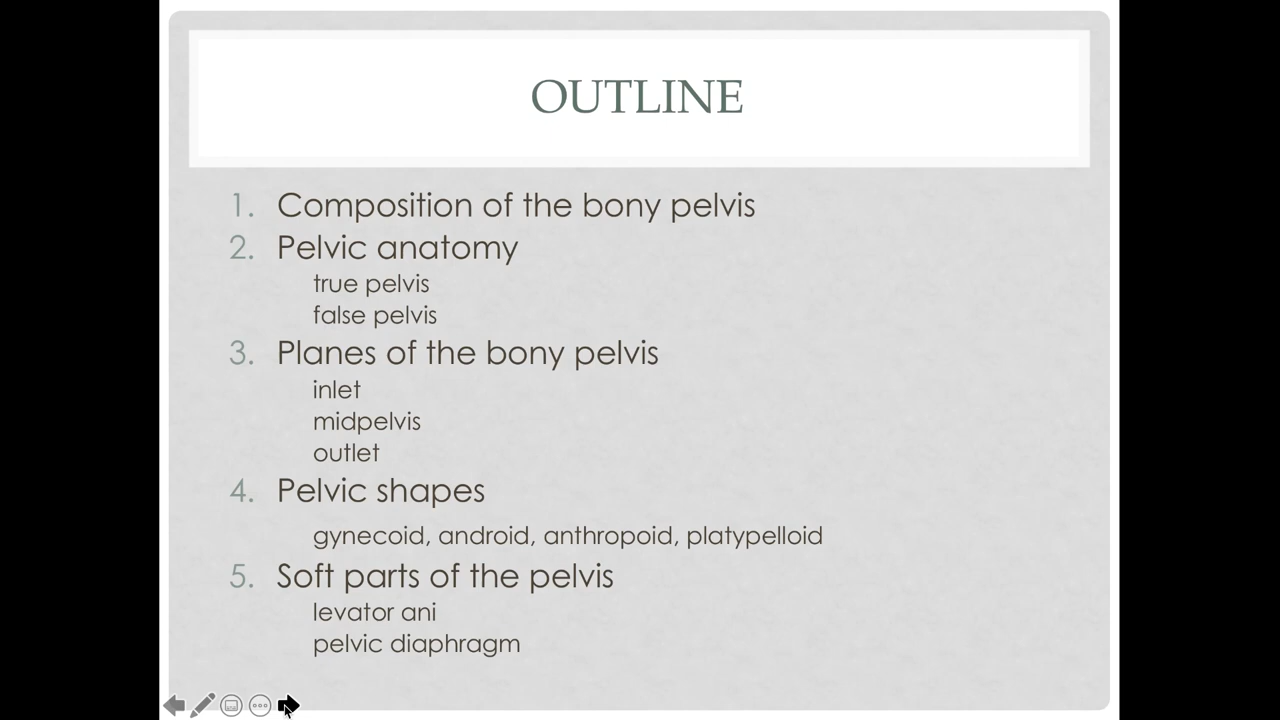 OUTLINE
1. Composition of the bony pelvis
2. Pelvic anatomy
true pelvis
false pelvis
3. Planes of the bony pelvis
inlet
midpelvis
outlet
4. Pelvic shapes
gynecoid, android, anthropoid, platypelloid
5. Soft parts of the pelvis
levator ani
pelvic diaphragm